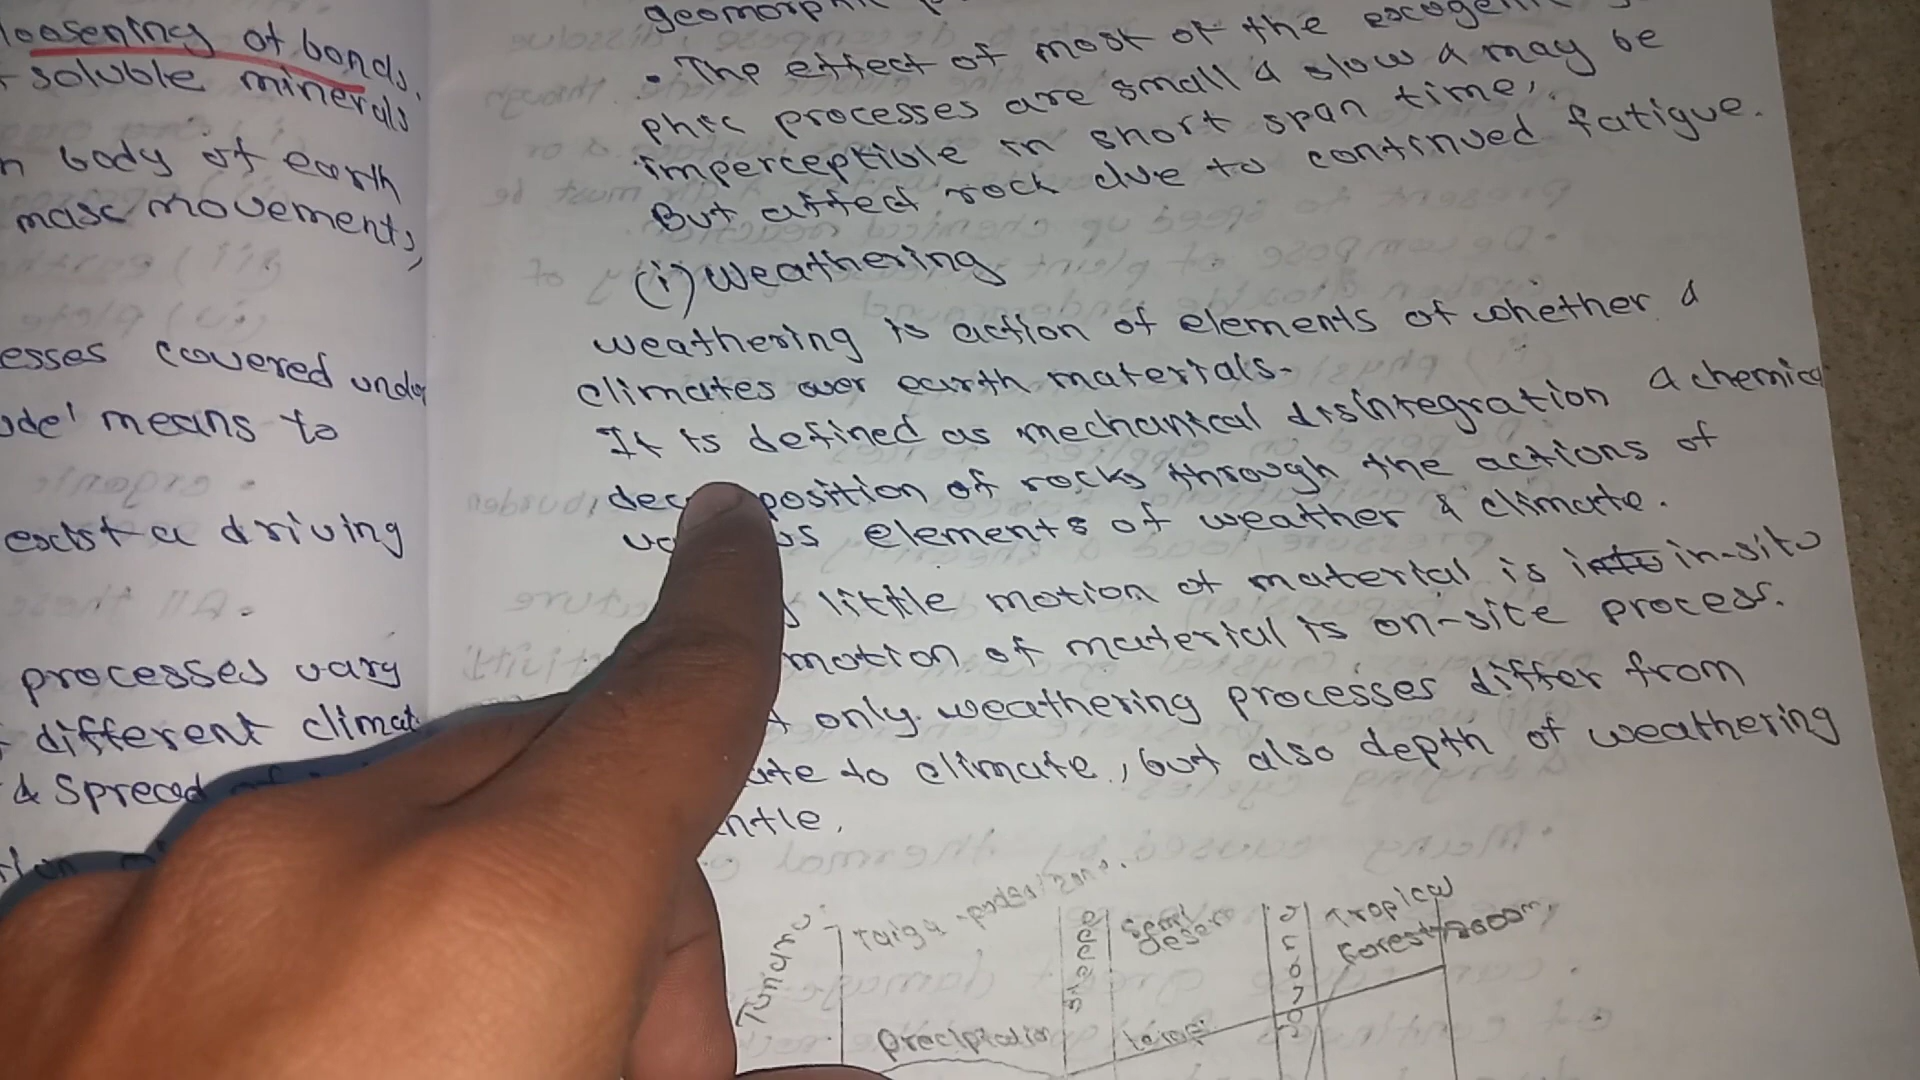 loosening of bonds,
soluble minerals
body of earth
mass movements,
esses covered under
ode' means to
exist a driving
processes vary
different climat
& Spread
geomorphic
• The effect of most of the exogen
phic processes are small & slow & may be
imperceptible in short span time,
But affect rock due to continued fatigue.
(i) weathering
weathering is action of elements of whether &
climates over earth materials.
It is defined as mechanical disintegration & chemical
position of rocks through the actions of
elements of weather & climate.
little motion of material is in-situ
motion of material is on-site process.
only weathering processes differ from
ate to climate, but also depth of weathering
ntle.
Tundra
Taiga
Steppe
Semi desert
Tropical
Forest
Precipitation